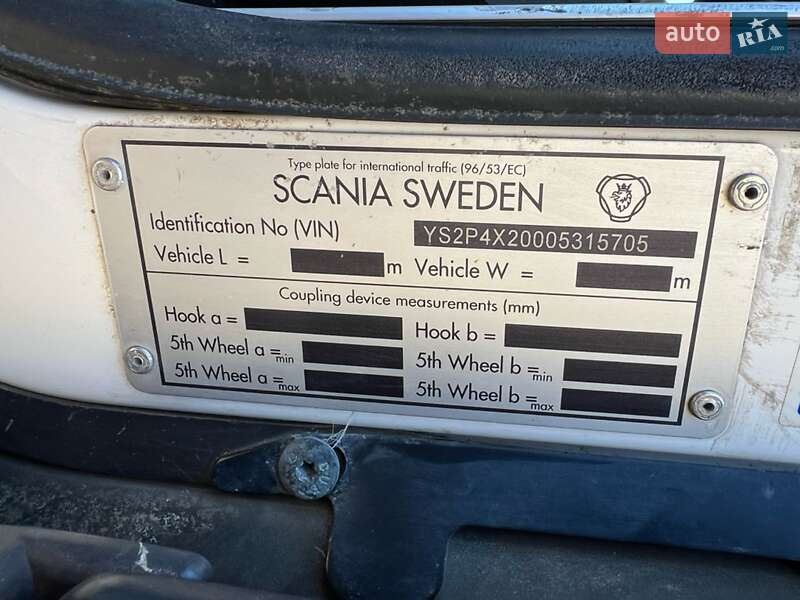 auto RIA .com
Type plate for international traffic (96/53/EC)
SCANIA SWEDEN
Identification No (VIN) YS2P4X20005315705
Vehicle L = m Vehicle W = m
Coupling device measurements (mm)
Hook a = Hook b =
5th Wheel a =min 5th Wheel b =min
5th Wheel a =max 5th Wheel b =max